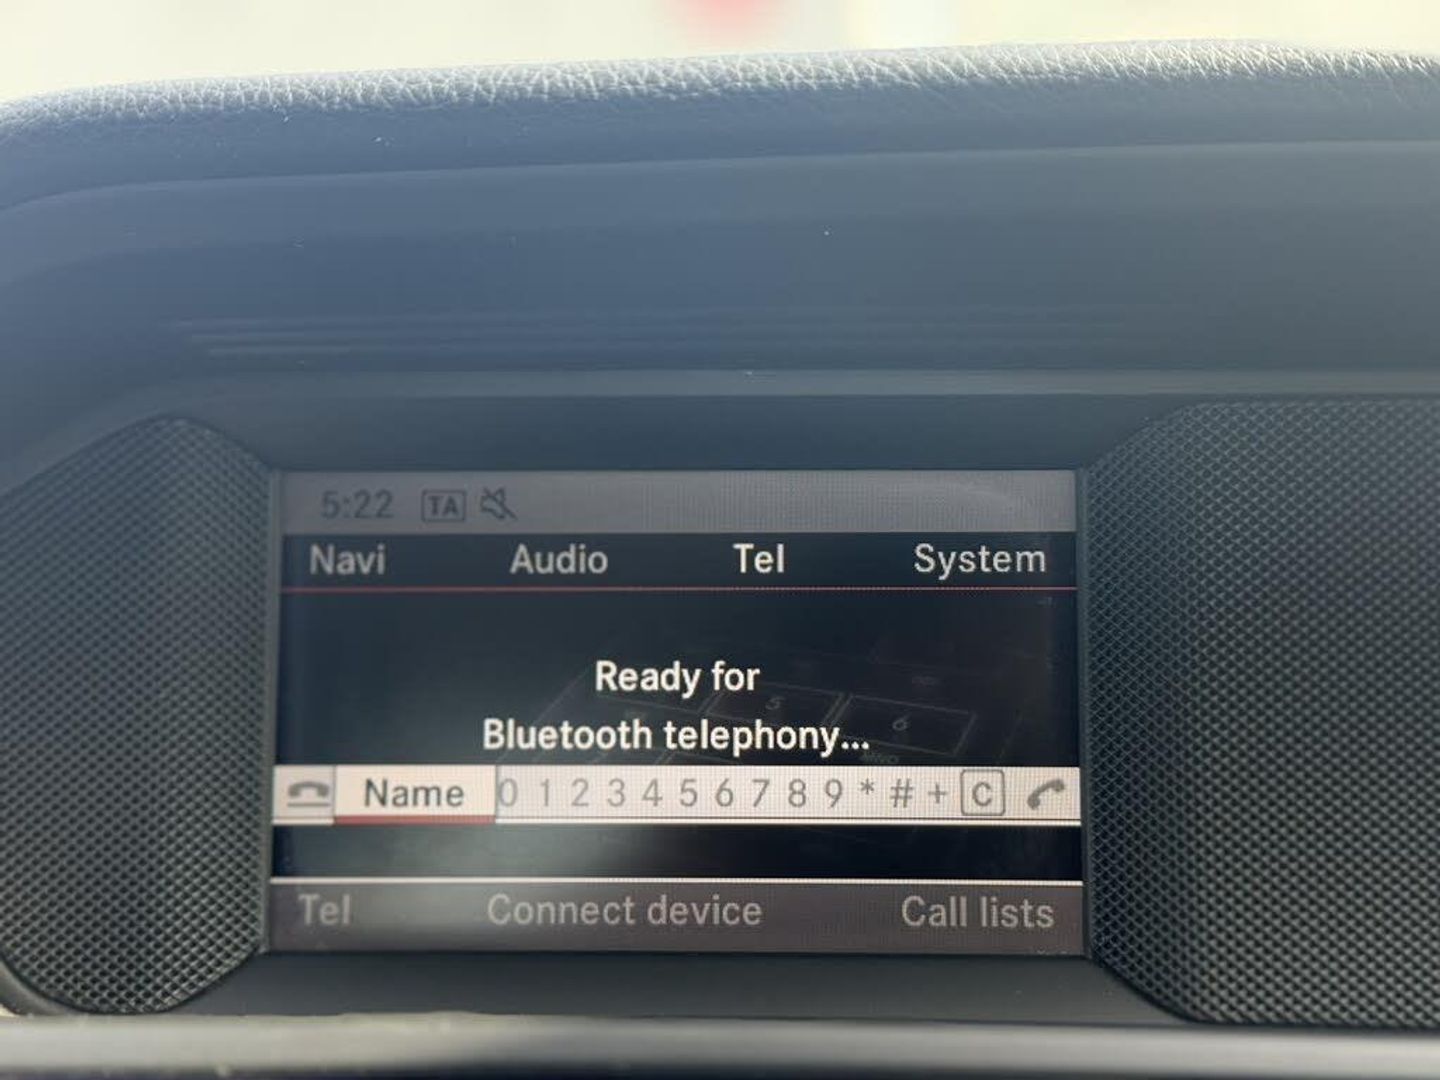 5:22 TA
Navi Audio Tel System
Ready for
Bluetooth telephony...
Name 0 1 2 3 4 5 6 7 8 9 * # + C
Tel Connect device Call lists